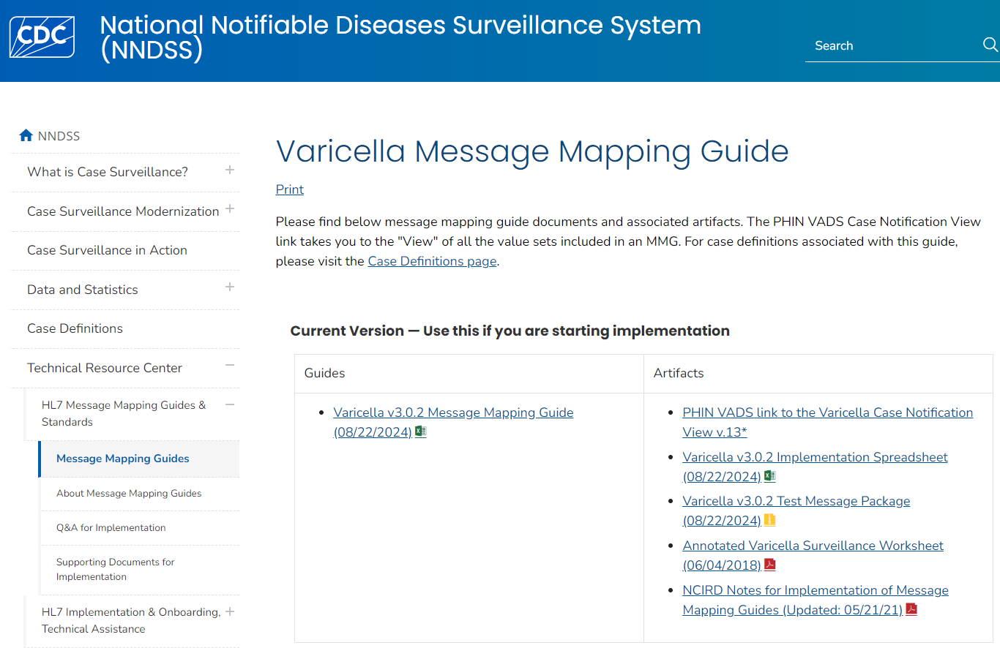 CDC
National Notifiable Diseases Surveillance System
(NNDSS)
Search
NNDSS
What is Case Surveillance?
Case Surveillance Modernization
Case Surveillance in Action
Data and Statistics
Case Definitions
Technical Resource Center
HL7 Message Mapping Guides &
Standards
Message Mapping Guides
About Message Mapping Guides
Q&A for Implementation
Supporting Documents for
Implementation
HL7 Implementation & Onboarding,
Technical Assistance
Varicella Message Mapping Guide
Print
Please find below message mapping guide documents and associated artifacts. The PHIN VADS Case Notification View
link takes you to the "View" of all the value sets included in an MMG. For case definitions associated with this guide,
please visit the Case Definitions page.
Current Version — Use this if you are starting implementation
Guides
Artifacts
• Varicella v3.0.2 Message Mapping Guide
(08/22/2024)
• PHIN VADS link to the Varicella Case Notification
View v.13*
• Varicella v3.0.2 Implementation Spreadsheet
(08/22/2024)
• Varicella v3.0.2 Test Message Package
(08/22/2024)
• Annotated Varicella Surveillance Worksheet
(06/04/2018)
• NCIRD Notes for Implementation of Message
Mapping Guides (Updated: 05/21/21)